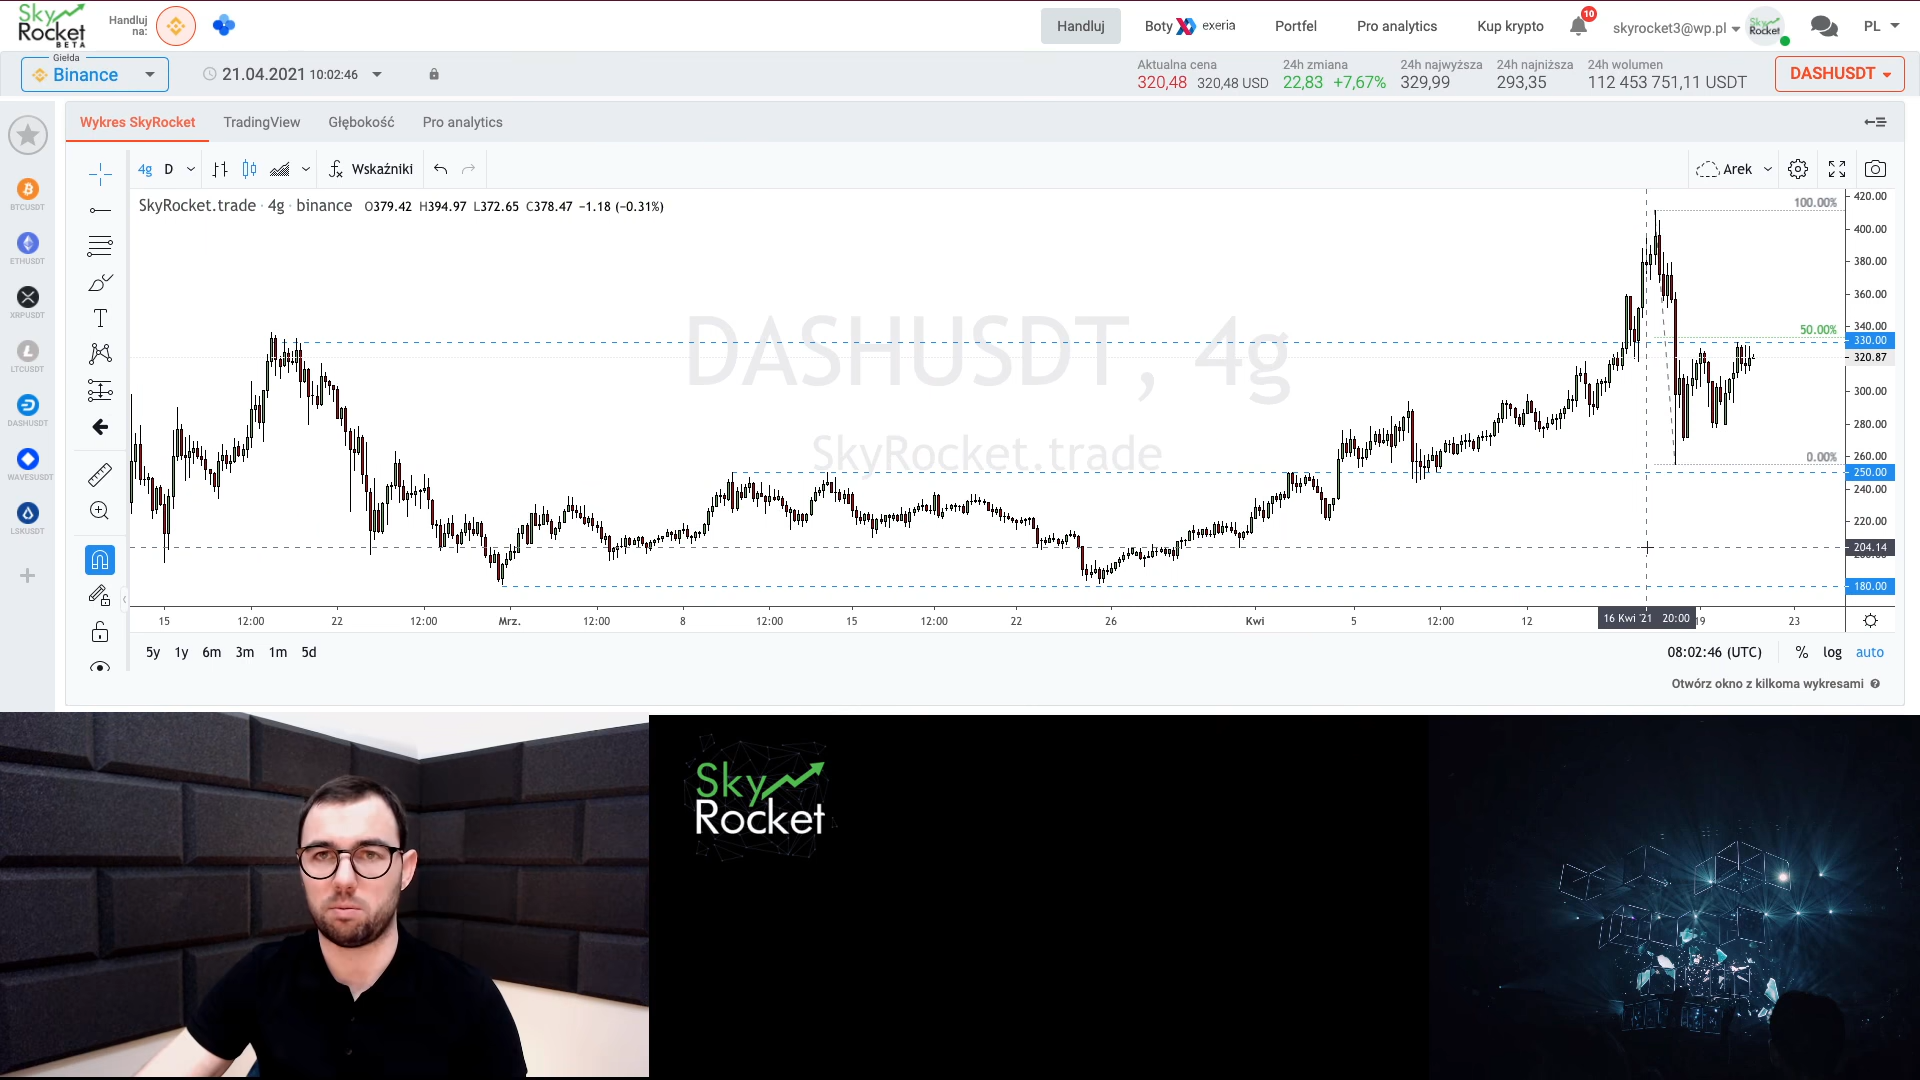 Sky Rocket BETA
Handluj na:
Handluj
Boty exeria
Portfel
Pro analytics
Kup krypto
10
skyrocket3@wp.pl
Sky Rocket
PL
Giełda
Binance
21.04.2021 10:02:46
Aktualna cena
320,48 320,48 USD
24h zmiana
22,83 +7,67%
24h najwyższa
329,99
24h najniższa
293,35
24h wolumen
112 453 751,11 USDT
DASHUSDT
Wykres SkyRocket
TradingView
Głębokość
Pro analytics
BTCUSDT
ETHUSDT
XRPUSDT
LTCUSDT
DASHUSDT
WAVESUSDT
LSKUSDT
4g D
Wskaźniki
Arek
SkyRocket.trade · 4g · binance O379.42 H394.97 L372.65 C378.47 −1.18 (−0.31%)
DASHUSDT, 4g
SkyRocket.trade
100.00%
50.00%
0.00%
420.00
400.00
380.00
360.00
340.00
330.00
320.87
300.00
280.00
260.00
250.00
240.00
220.00
204.14
180.00
15 12:00 22 12:00 Mrz. 12:00 8 12:00 15 12:00 22 26 Kwi 5 12:00 12 16 Kwi '21 20:00 19 23
5y 1y 6m 3m 1m 5d
08:02:46 (UTC) % log auto
Otwórz okno z kilkoma wykresami
Sky
Rocket